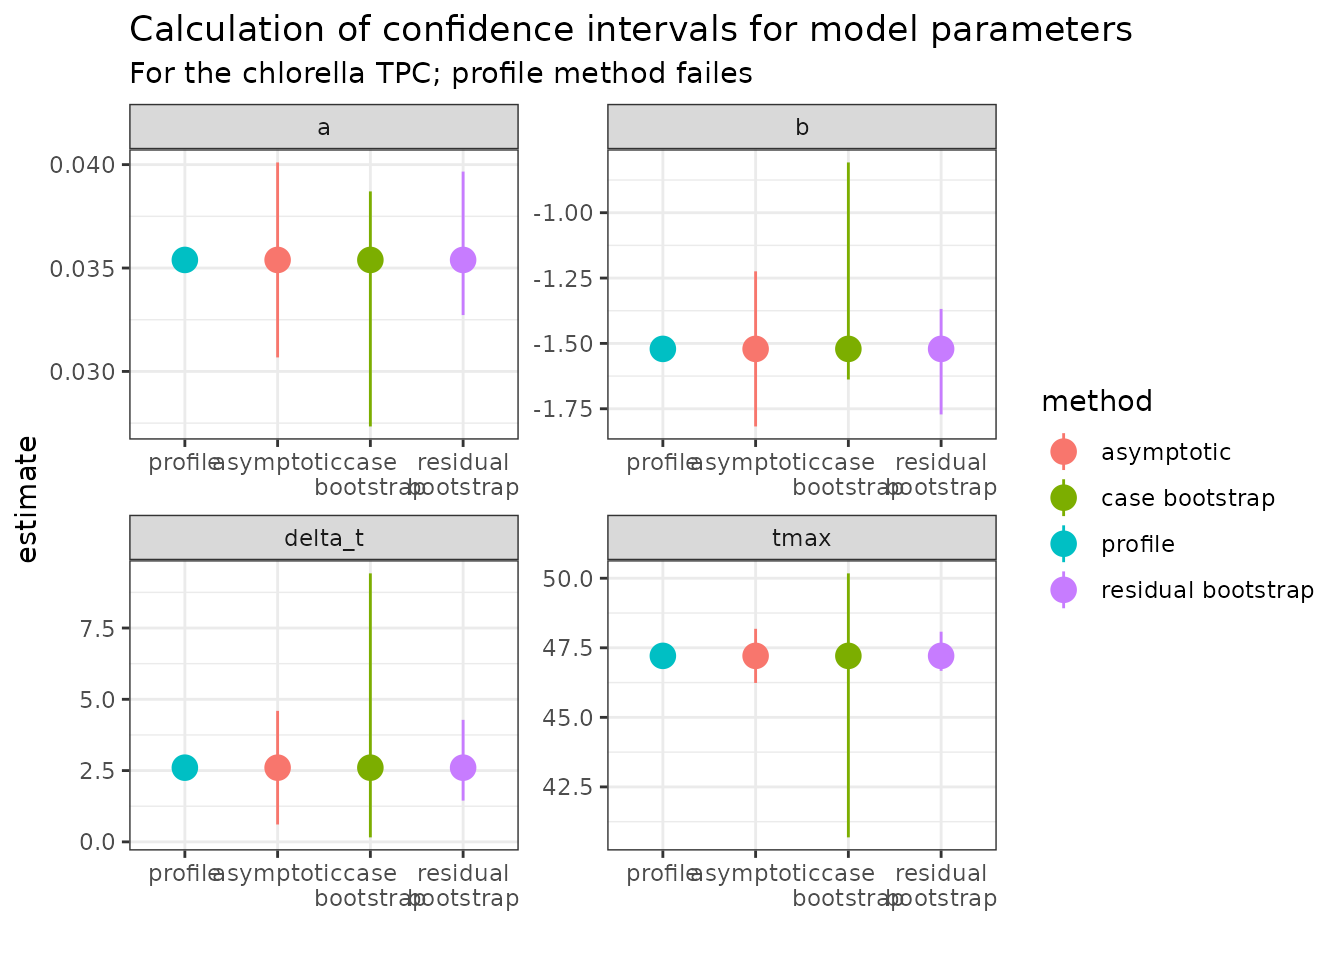 Calculation of confidence intervals for model parameters
For the chlorella TPC; profile method failes
a
b
0.040
0.035
0.030
-1.00
-1.25
-1.50
-1.75
profile asymptotic case bootstrap residual bootstrap
profile asymptotic case bootstrap residual bootstrap
estimate
delta_t
tmax
7.5
5.0
2.5
0.0
50.0
47.5
45.0
42.5
profile asymptotic case bootstrap residual bootstrap
profile asymptotic case bootstrap residual bootstrap
method
asymptotic
case bootstrap
profile
residual bootstrap